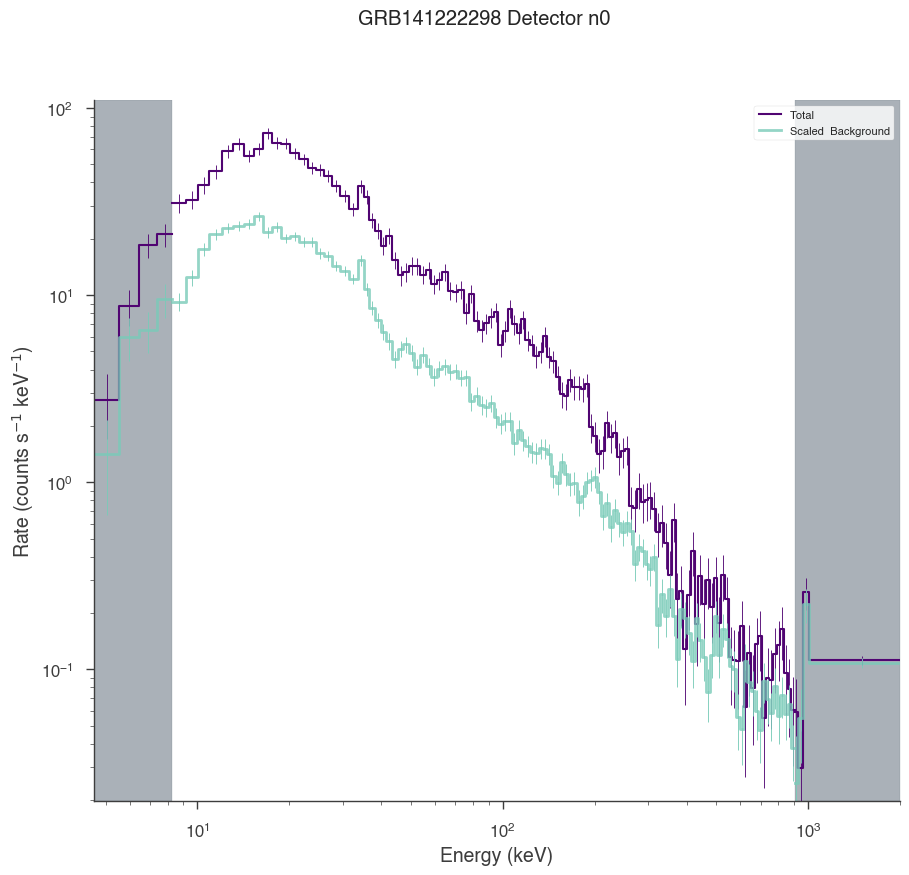 GRB141222298 Detector n0
Total
Scaled  Background
10²
10¹
10⁰
10⁻¹
Rate (counts s⁻¹ keV⁻¹)
10¹
10²
10³
Energy (keV)